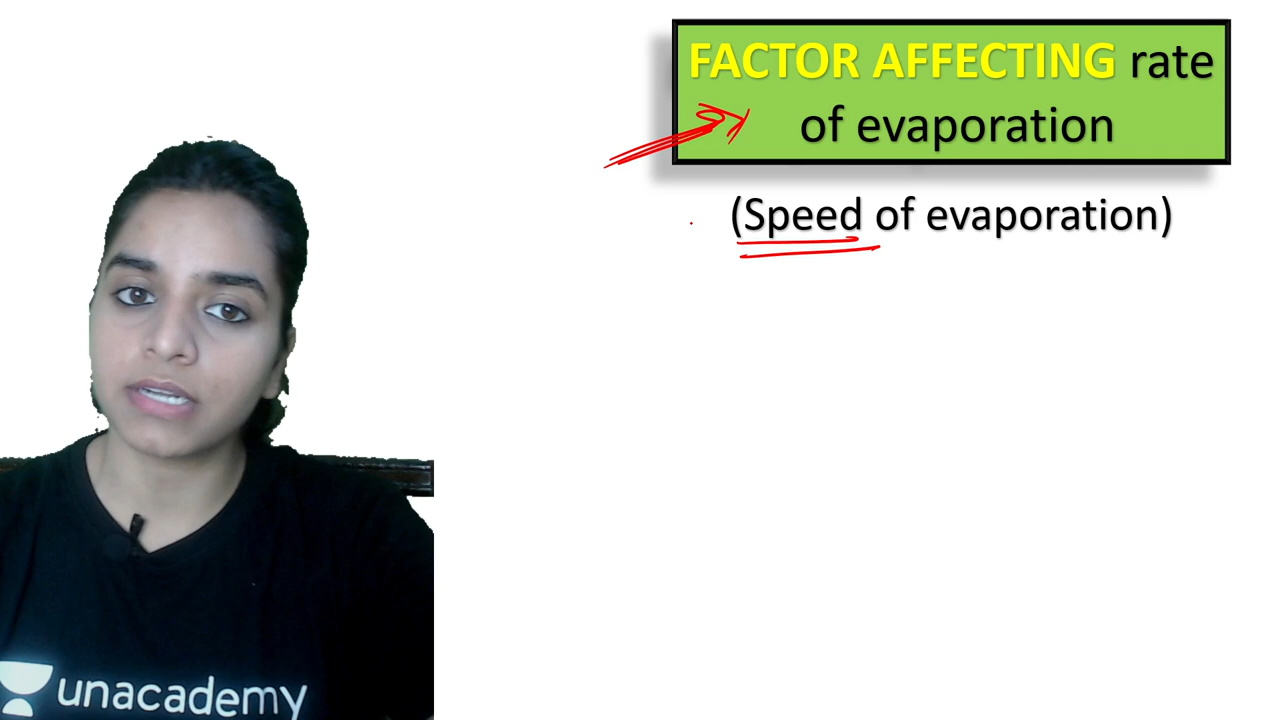 FACTOR AFFECTING rate
of evaporation
(Speed of evaporation)
unacademy